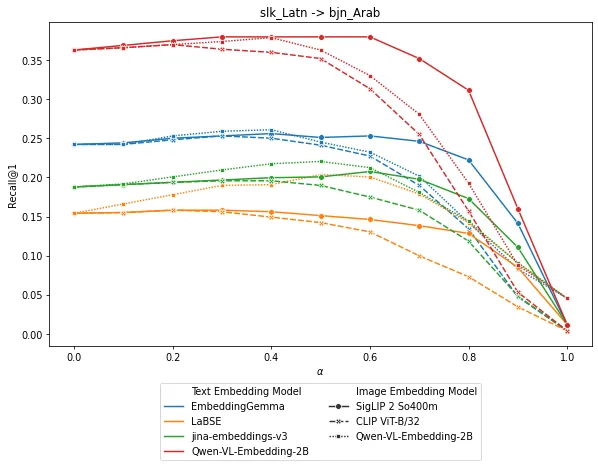 slk_Latn -> bjn_Arab
Recall@1
0.35
0.30
0.25
0.20
0.15
0.10
0.05
0.00
0.0 0.2 0.4 0.6 0.8 1.0
α
Text Embedding Model Image Embedding Model
EmbeddingGemma SigLIP 2 So400m
LaBSE CLIP ViT-B/32
jina-embeddings-v3 Qwen-VL-Embedding-2B
Qwen-VL-Embedding-2B